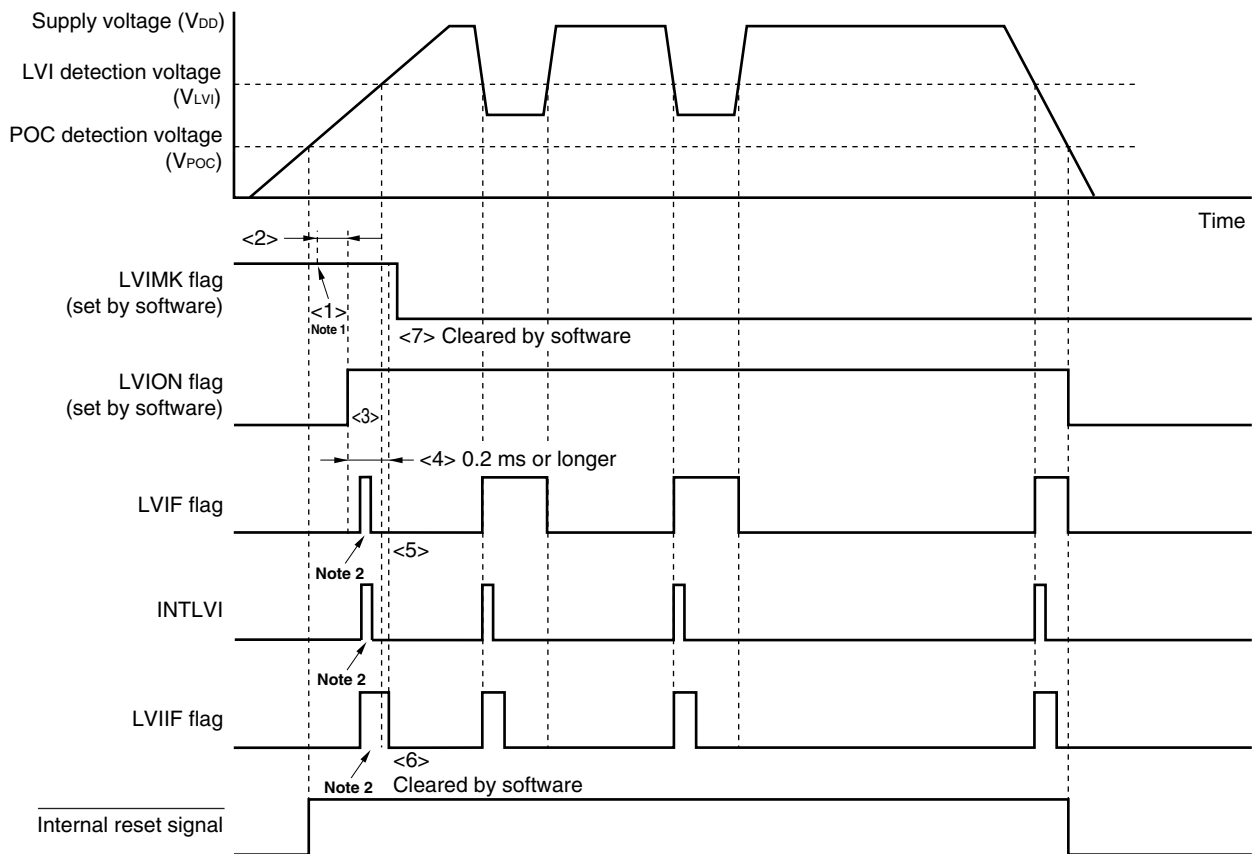 Supply voltage (VDD)
LVI detection voltage
(VLVI)
POC detection voltage
(VPOC)
Time
<2>
LVIMK flag
(set by software)
<1>
Note 1
<7> Cleared by software
LVION flag
(set by software)
<3>
<4> 0.2 ms or longer
LVIF flag
<5>
Note 2
INTLVI
Note 2
LVIIF flag
<6>
Note 2
Cleared by software
Internal reset signal